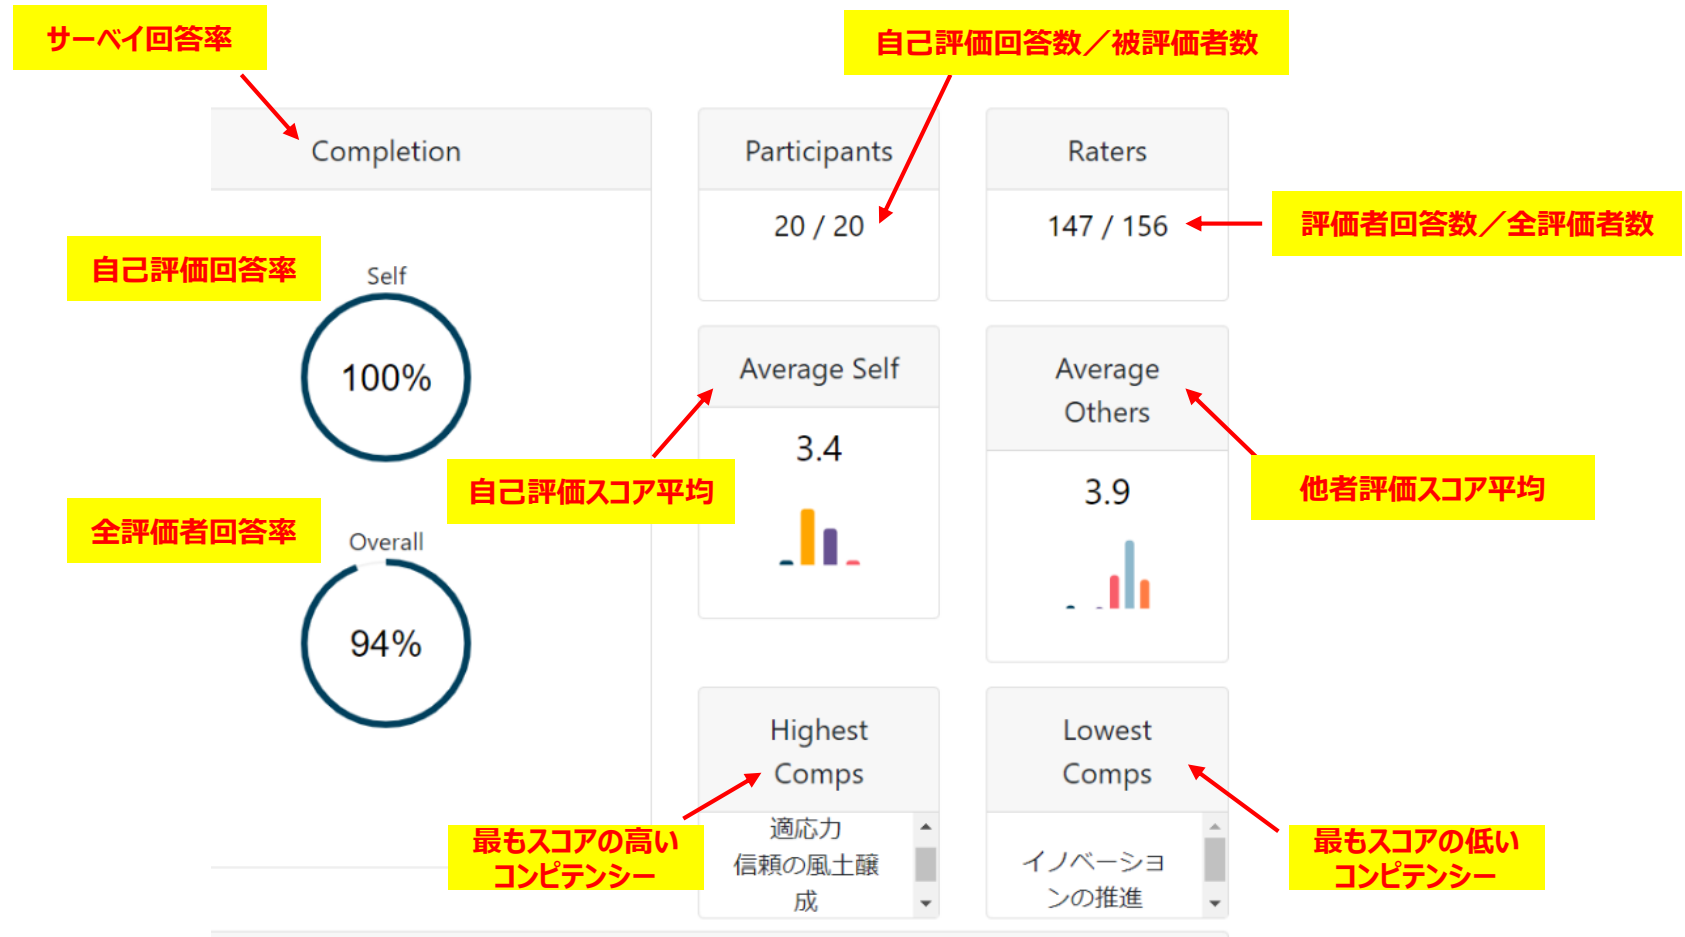 サーベイ回答率
自己評価回答数／被評価者数
Completion
Participants
Raters
20 / 20
147 / 156
評価者回答数／全評価者数
自己評価回答率
Self
100%
Average Self
Average
Others
3.4
3.9
自己評価スコア平均
他者評価スコア平均
全評価者回答率
Overall
94%
Highest
Comps
Lowest
Comps
最もスコアの高い
コンピテンシー
適応力
信頼の風土醸
成
イノベーショ
ンの推進
最もスコアの低い
コンピテンシー